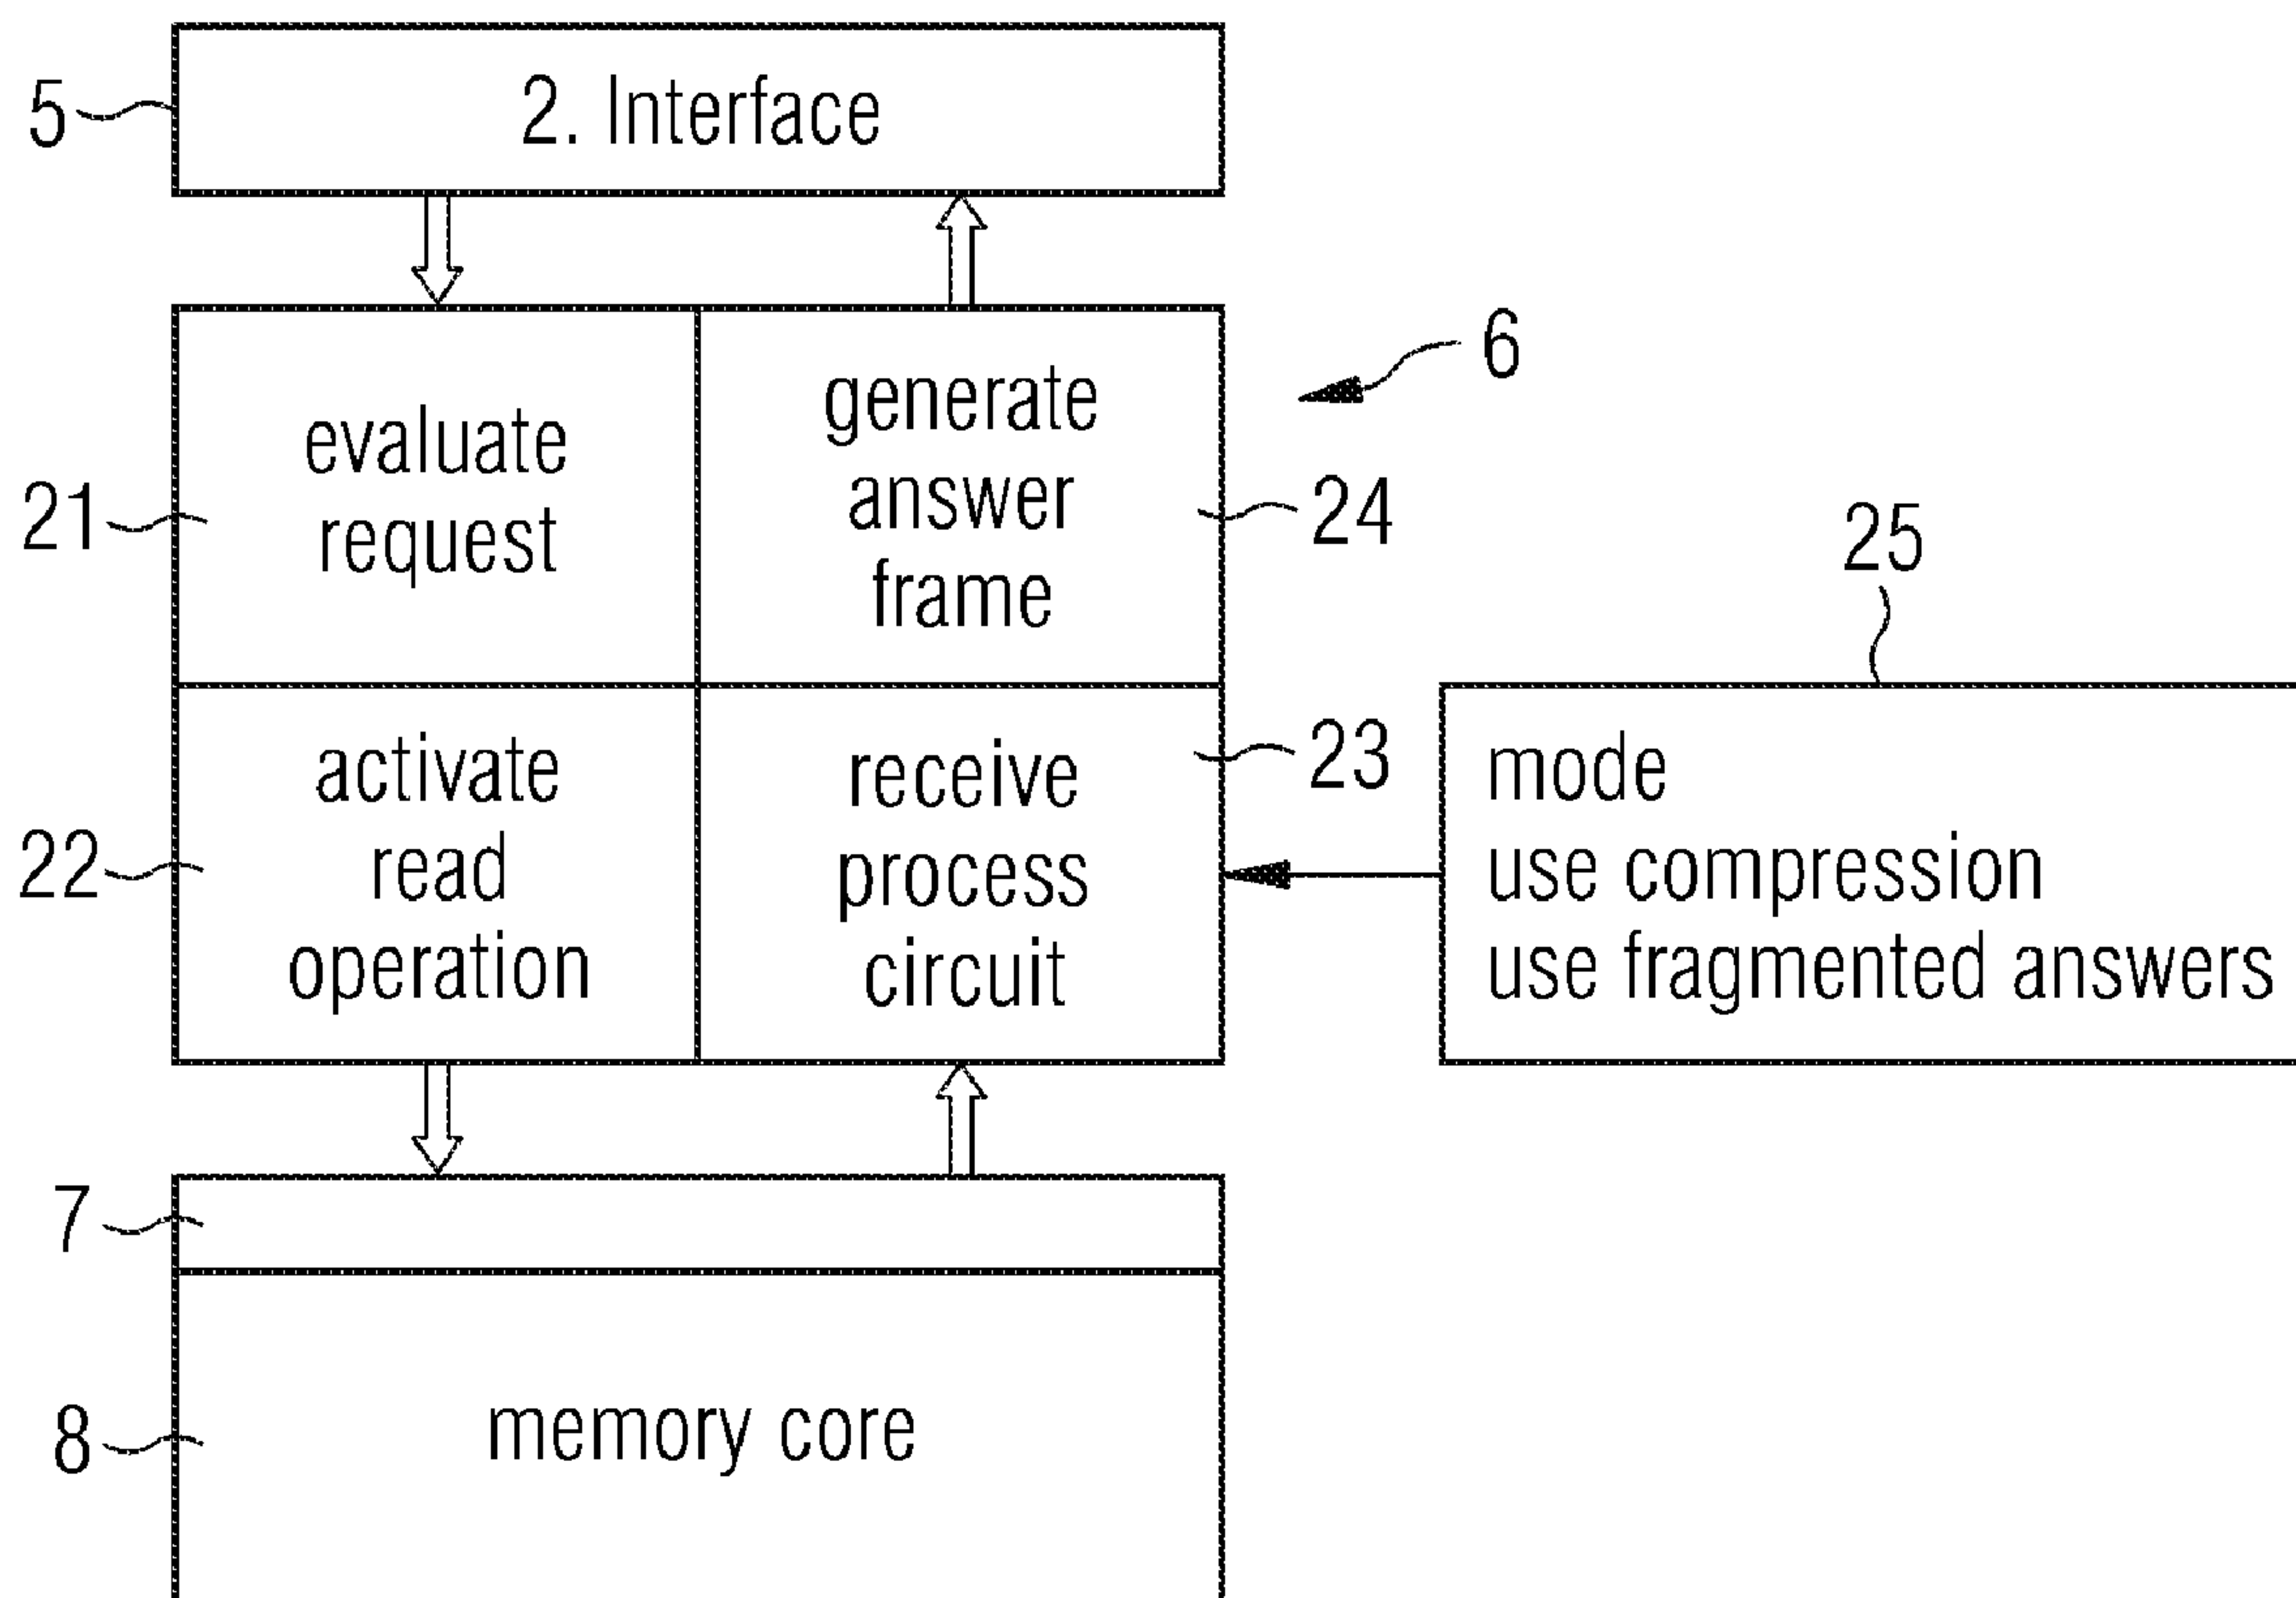 5
2. Interface
6
21
evaluate
request
generate
answer
frame
24
25
22
activate
read
operation
receive
process
circuit
23
mode
use compression
use fragmented answers
7
8
memory core